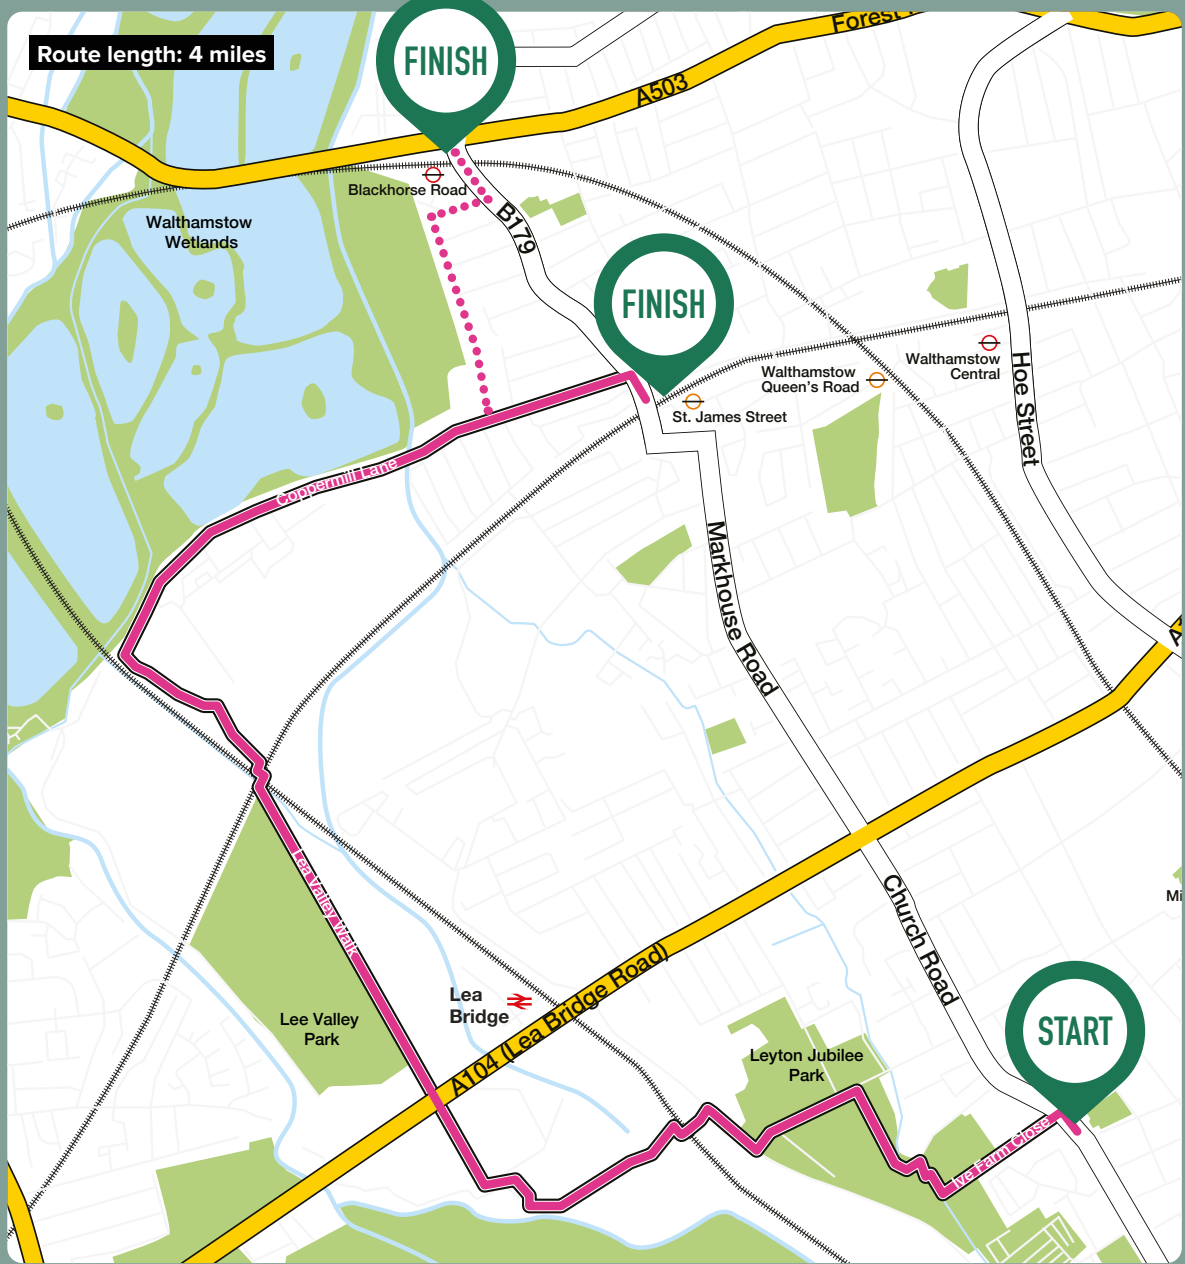 Route length: 4 miles
FINISH
Forest
A503
Blackhorse Road
B179
Walthamstow
Wetlands
FINISH
Walthamstow
Central
Walthamstow
Queen's Road
Hoe Street
St. James Street
Coppermill Lane
Markhouse Road
Lea Valley Walk
Church Road
Lea
Bridge
A104 (Lea Bridge Road)
Lee Valley
Park
START
Leyton Jubilee
Park
Ive Farm Close